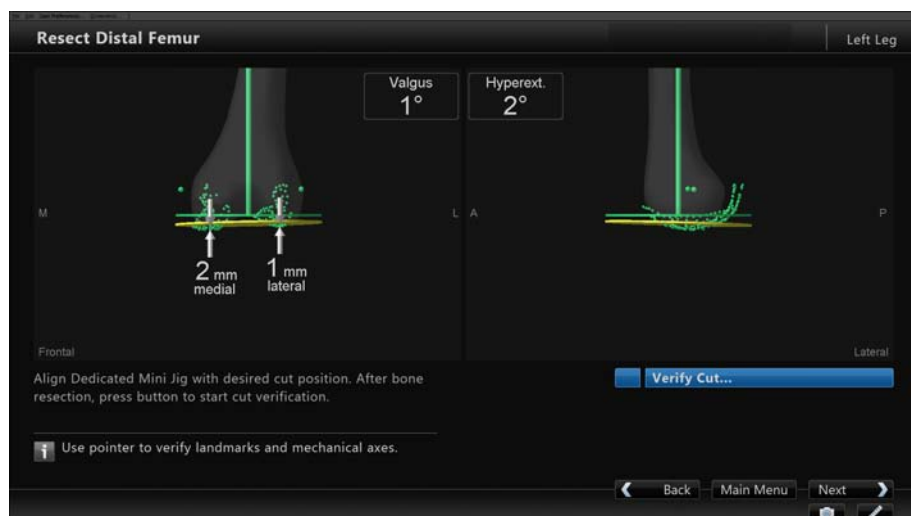 Resect Distal Femur
Left Leg
Valgus
1°
Hyperext.
2°
M
L
A
P
2 mm
medial
1 mm
lateral
Frontal
Lateral
Align Dedicated Mini Jig with desired cut position. After bone
resection, press button to start cut verification.
Verify Cut...
i Use pointer to verify landmarks and mechanical axes.
Back
Main Menu
Next